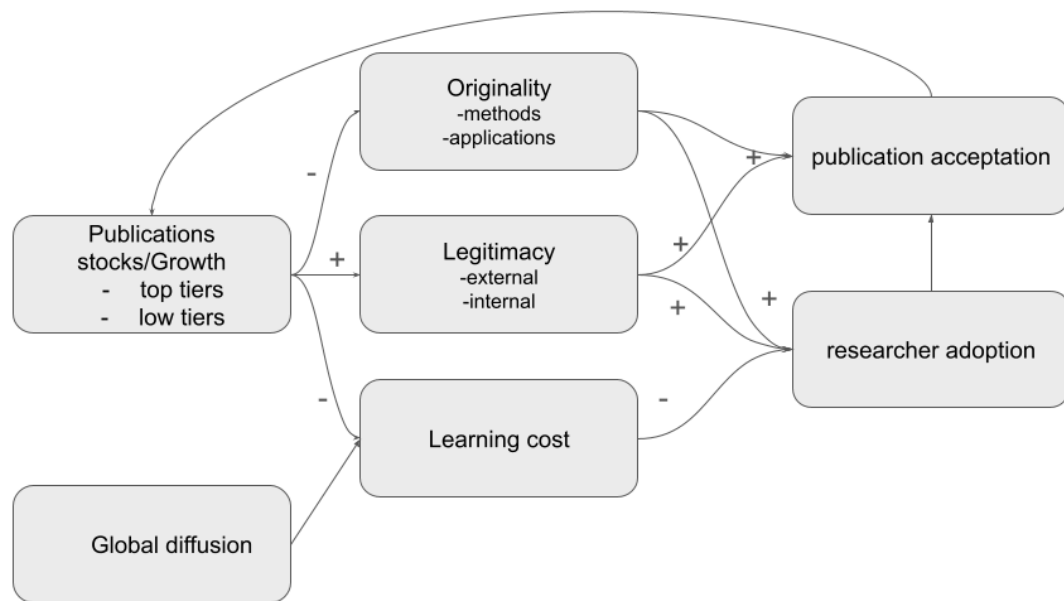 Originality
-methods
-applications
publication acceptation
-
+
Publications
stocks/Growth
- top tiers
- low tiers
+
Legitimacy
-external
-internal
+
+
+
researcher adoption
-
-
Learning cost
Global diffusion